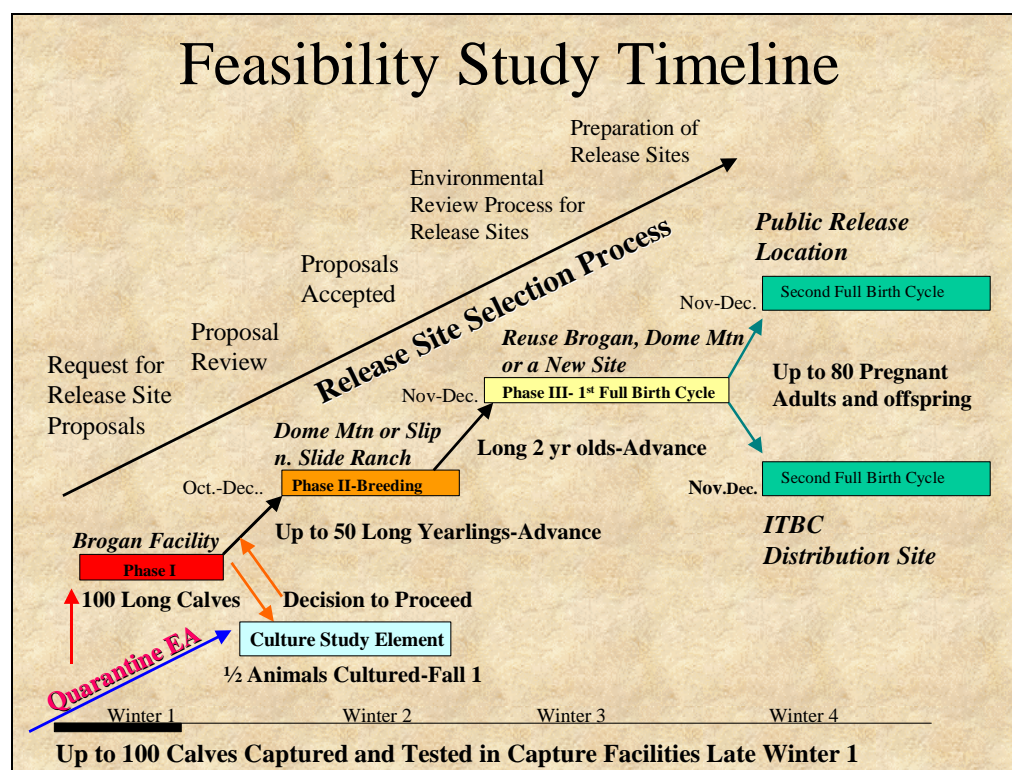 Feasibility Study Timeline
Preparation of
Release Sites
Environmental
Review Process for
Release Sites
Proposals
Accepted
Proposal
Review
Request for
Release Site
Proposals
Release Site Selection Process
Public Release
Location
Nov-Dec.
Second Full Birth Cycle
Reuse Brogan, Dome Mtn
or a New Site
Nov-Dec.
Phase III- 1st Full Birth Cycle
Up to 80 Pregnant
Adults and offspring
Dome Mtn or Slip
n. Slide Ranch
Long 2 yr olds-Advance
Oct.-Dec..
Phase II-Breeding
Nov.Dec.
Second Full Birth Cycle
ITBC
Distribution Site
Up to 50 Long Yearlings-Advance
Brogan Facility
Phase I
100 Long Calves
Decision to Proceed
Quarantine EA
Culture Study Element
½ Animals Cultured-Fall 1
Winter 1
Winter 2
Winter 3
Winter 4
Up to 100 Calves Captured and Tested in Capture Facilities Late Winter 1